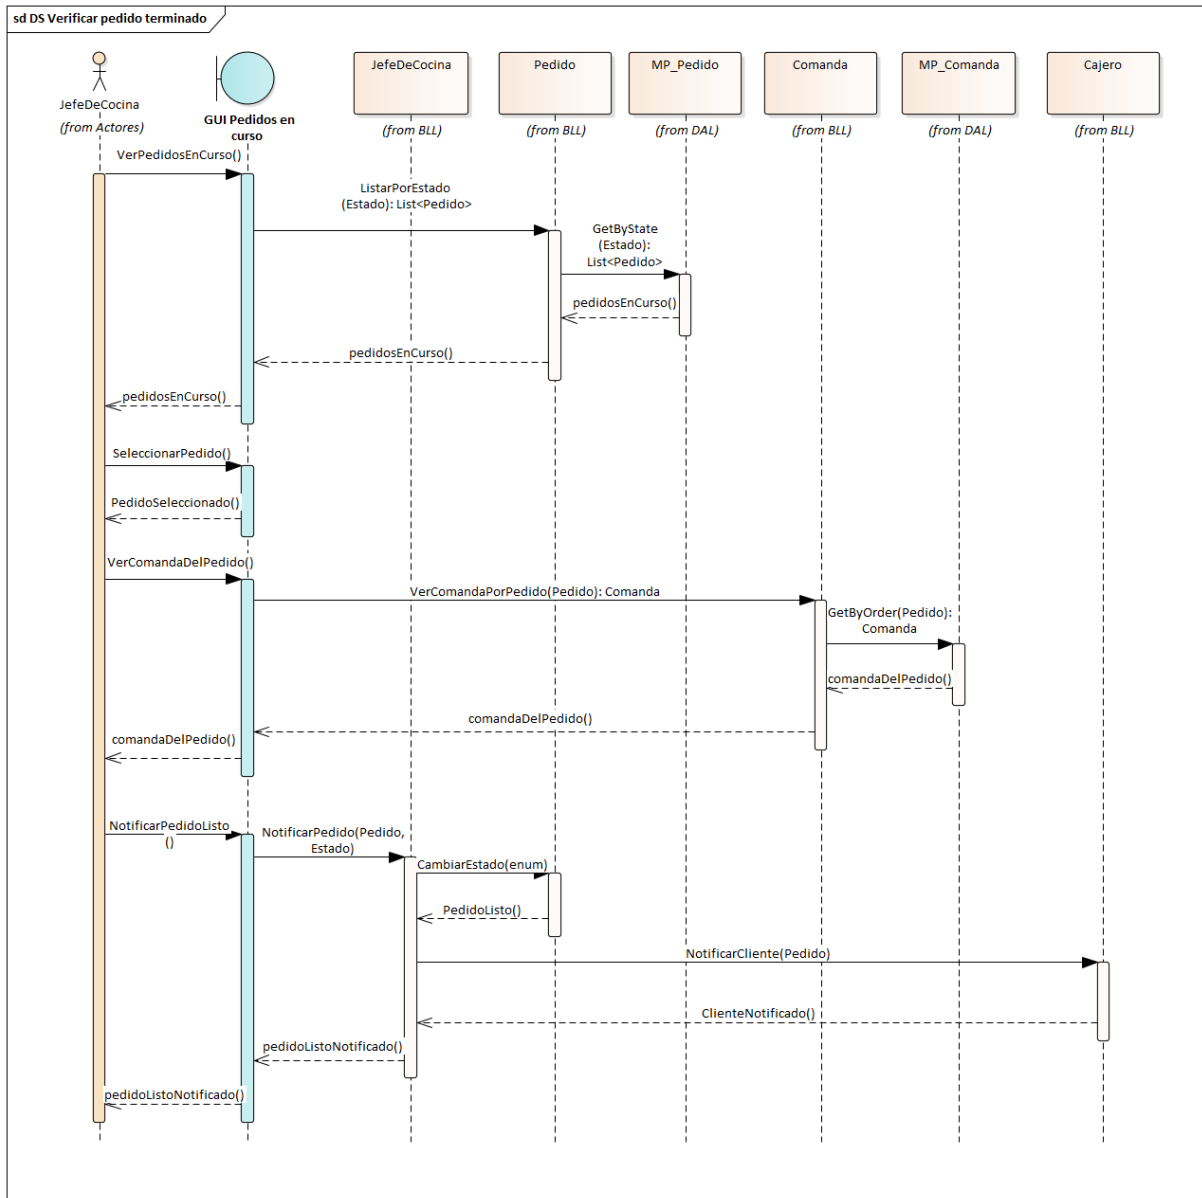 sd DS Verificar pedido terminado
JefeDeCocina
(from Actores)
GUI Pedidos en
curso
JefeDeCocina
(from BLL)
Pedido
(from BLL)
MP_Pedido
(from DAL)
Comanda
(from BLL)
MP_Comanda
(from DAL)
Cajero
(from BLL)
VerPedidosEnCurso()
ListarPorEstado
(Estado): List<Pedido>
GetByState
(Estado):
List<Pedido>
pedidosEnCurso()
pedidosEnCurso()
pedidosEnCurso()
SeleccionarPedido()
PedidoSeleccionado()
VerComandaDelPedido()
VerComandaPorPedido(Pedido): Comanda
GetByOrder(Pedido):
Comanda
comandaDelPedido()
comandaDelPedido()
comandaDelPedido()
NotificarPedidoListo
()
NotificarPedido(Pedido,
Estado)
CambiarEstado(enum)
PedidoListo()
NotificarCliente(Pedido)
ClienteNotificado()
pedidoListoNotificado()
pedidoListoNotificado()